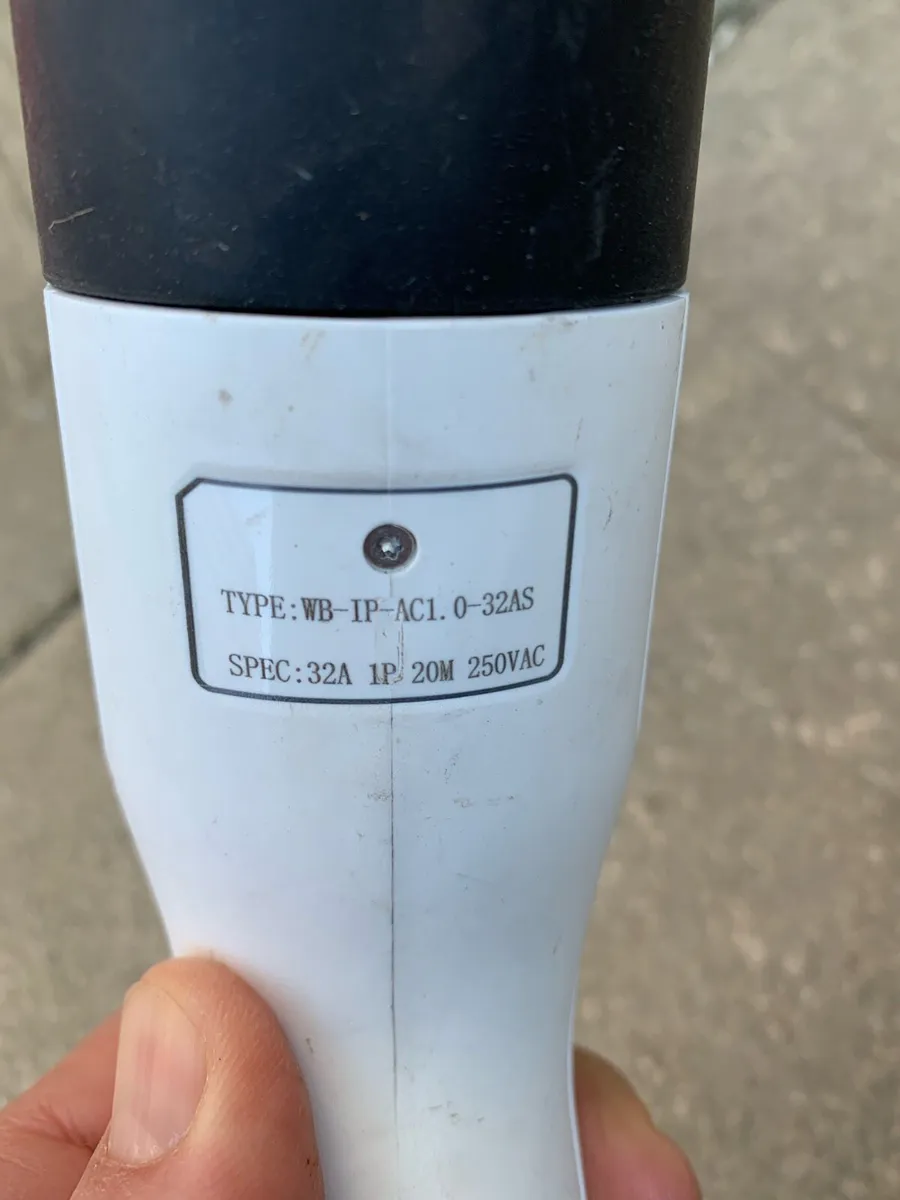 TYPE:WB-IP-AC1.0-32AS
SPEC:32A 1P 20M 250VAC